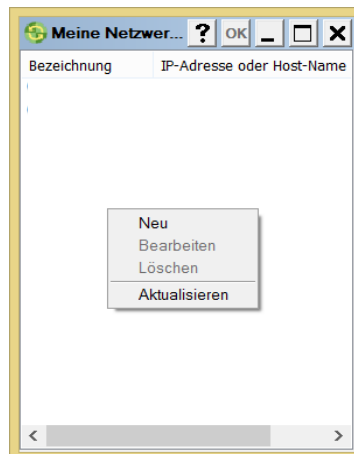 Meine Netzwer... ? OK
Bezeichnung IP-Adresse oder Host-Name
Neu
Bearbeiten
Löschen
Aktualisieren